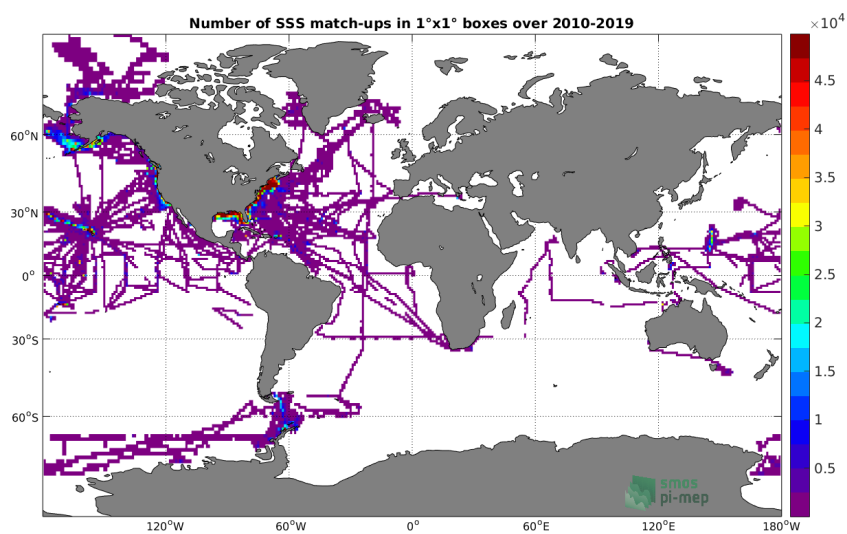 Number of SSS match-ups in 1°x1° boxes over 2010-2019
×10⁴
4.5
4
3.5
3
2.5
2
1.5
1
0.5
60°N
30°N
0°
30°S
60°S
120°W
60°W
0°
60°E
120°E
180°W
smos
pi-mep